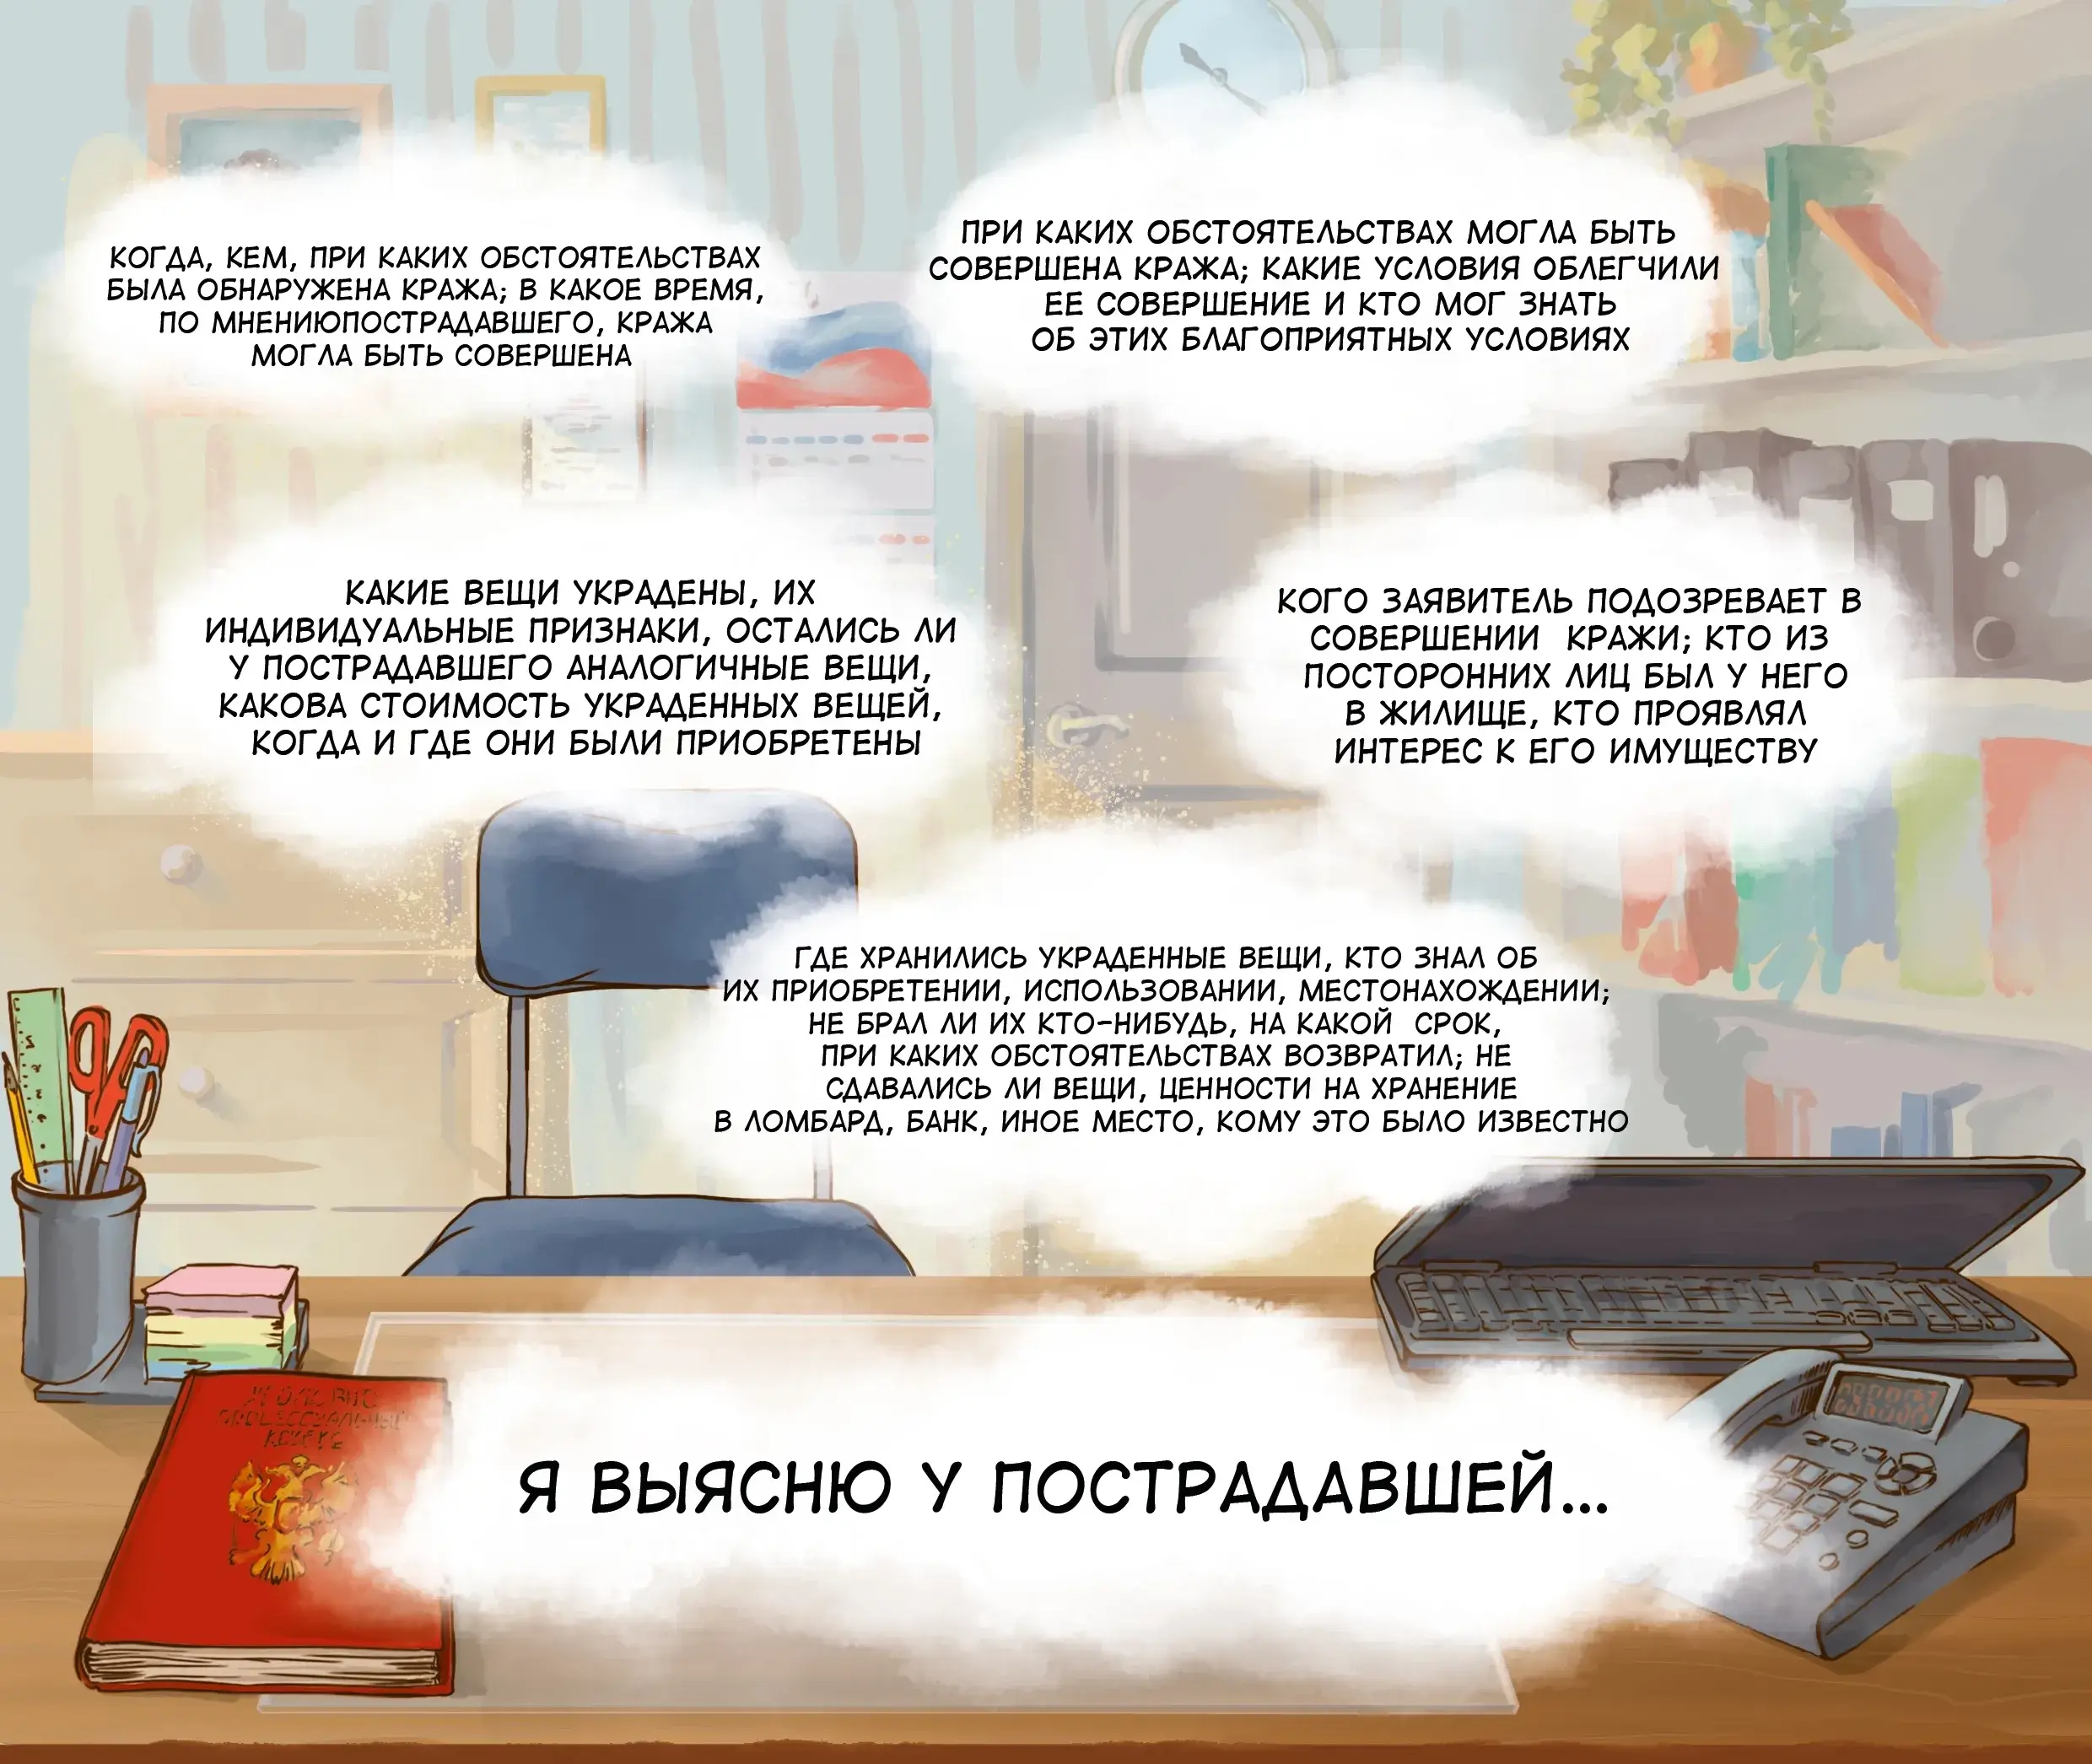 КОГДА, КЕМ, ПРИ КАКИХ ОБСТОЯТЕЛЬСТВАХ
БЫЛА ОБНАРУЖЕНА КРАЖА; В КАКОЕ ВРЕМЯ,
ПО МНЕНИЮПОСТРАДАВШЕГО, КРАЖА
МОГЛА БЫТЬ СОВЕРШЕНА
ПРИ КАКИХ ОБСТОЯТЕЛЬСТВАХ МОГЛА БЫТЬ
СОВЕРШЕНА КРАЖА; КАКИЕ УСЛОВИЯ ОБЛЕГЧИЛИ
ЕЕ СОВЕРШЕНИЕ И КТО МОГ ЗНАТЬ
ОБ ЭТИХ БЛАГОПРИЯТНЫХ УСЛОВИЯХ
КАКИЕ ВЕЩИ УКРАДЕНЫ, ИХ
ИНДИВИДУАЛЬНЫЕ ПРИЗНАКИ, ОСТАЛИСЬ ЛИ
У ПОСТРАДАВШЕГО АНАЛОГИЧНЫЕ ВЕЩИ,
КАКОВА СТОИМОСТЬ УКРАДЕННЫХ ВЕЩЕЙ,
КОГДА И ГДЕ ОНИ БЫЛИ ПРИОБРЕТЕНЫ
КОГО ЗАЯВИТЕЛЬ ПОДОЗРЕВАЕТ В
СОВЕРШЕНИИ КРАЖИ; КТО ИЗ
ПОСТОРОННИХ ЛИЦ БЫЛ У НЕГО
В ЖИЛИЩЕ, КТО ПРОЯВЛЯЛ
ИНТЕРЕС К ЕГО ИМУЩЕСТВУ
ГДЕ ХРАНИЛИСЬ УКРАДЕННЫЕ ВЕЩИ, КТО ЗНАЛ ОБ
ИХ ПРИОБРЕТЕНИИ, ИСПОЛЬЗОВАНИИ, МЕСТОНАХОЖДЕНИИ;
НЕ БРАЛ ЛИ ИХ КТО-НИБУДЬ, НА КАКОЙ СРОК,
ПРИ КАКИХ ОБСТОЯТЕЛЬСТВАХ ВОЗВРАТИЛ; НЕ
СДАВАЛИСЬ ЛИ ВЕЩИ, ЦЕННОСТИ НА ХРАНЕНИЕ
В ЛОМБАРД, БАНК, ИНОЕ МЕСТО, КОМУ ЭТО БЫЛО ИЗВЕСТНО
Я ВЫЯСНЮ У ПОСТРАДАВШЕЙ...